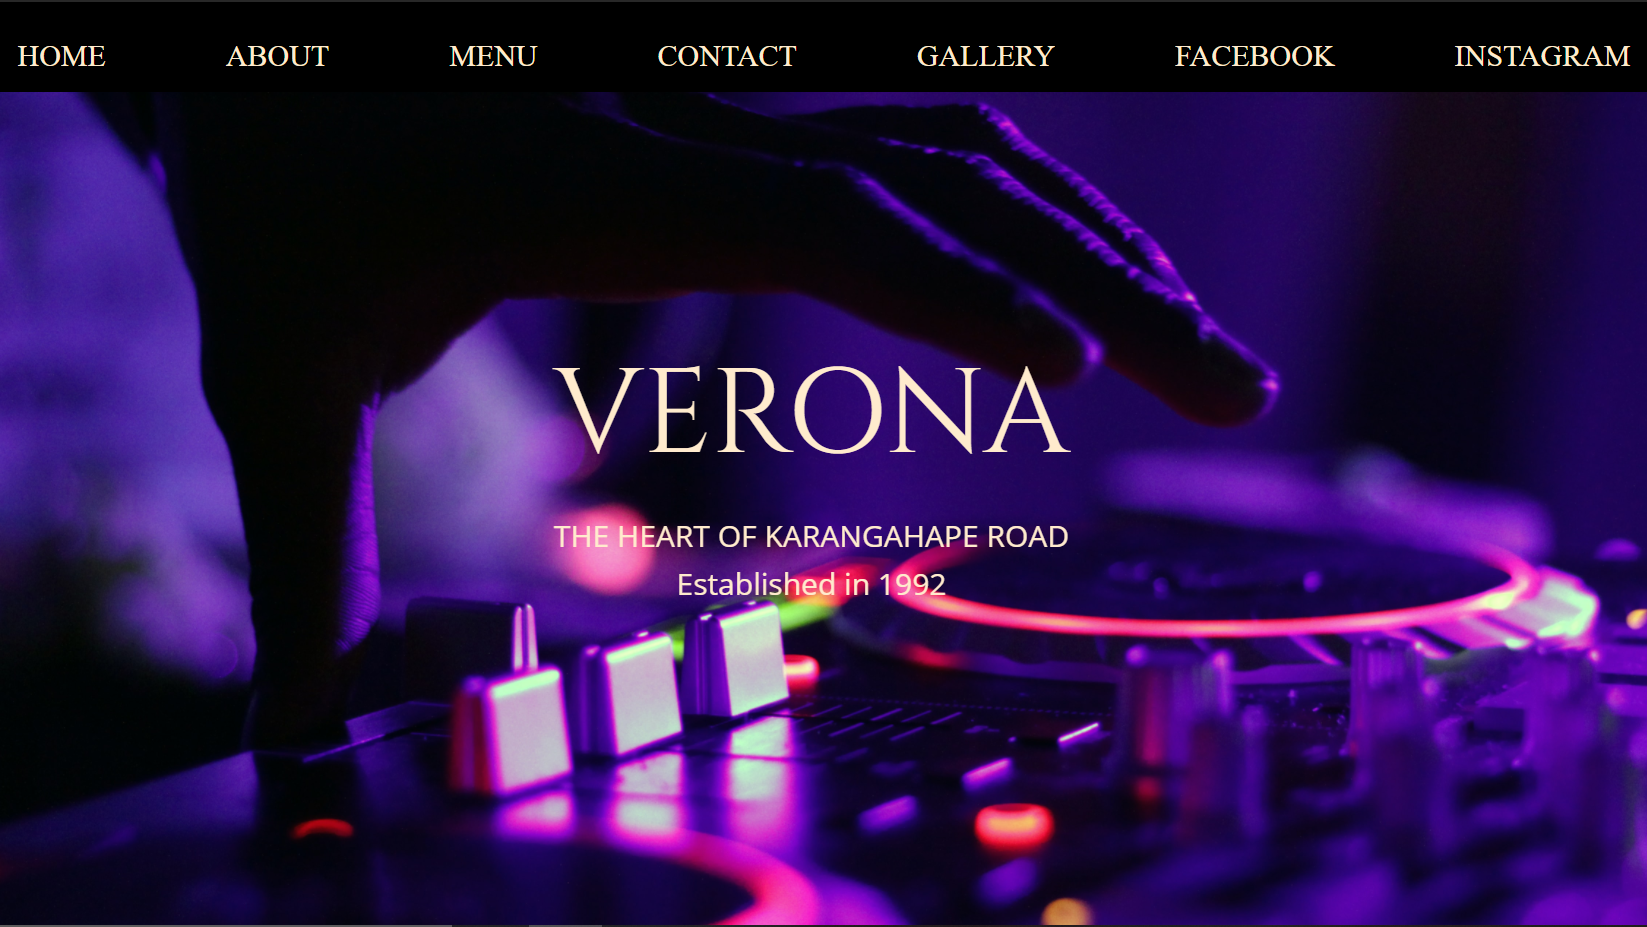 HOME ABOUT MENU CONTACT GALLERY FACEBOOK INSTAGRAM
VERONA
THE HEART OF KARANGAHAPE ROAD
Established in 1992